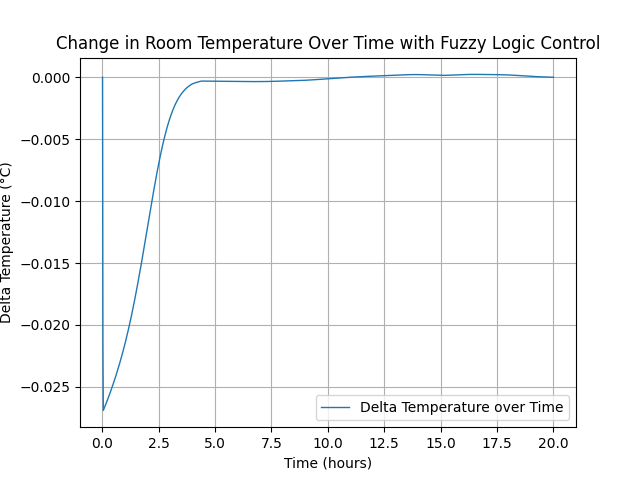 Change in Room Temperature Over Time with Fuzzy Logic Control
Delta Temperature (°C)
0.000
−0.005
−0.010
−0.015
−0.020
−0.025
Delta Temperature over Time
0.0 2.5 5.0 7.5 10.0 12.5 15.0 17.5 20.0
Time (hours)